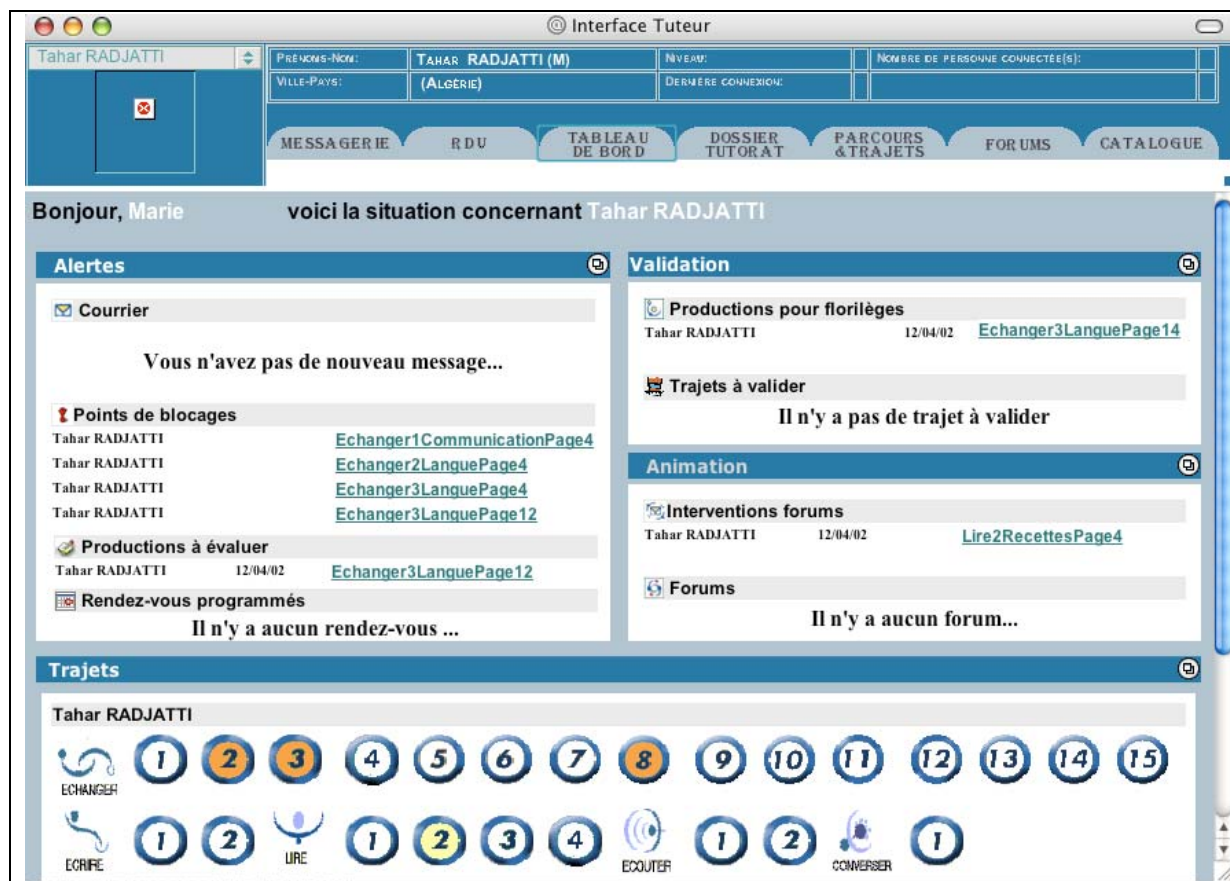 Interface Tuteur
Tahar RADJATTI
PRÉNOMS-NOM: TAHAR RADJATTI (M) NIVEAU: NOMBRE DE PERSONNE CONNECTÉE(S):
VILLE-PAYS: (ALGÉRIE) DERNIÈRE CONNEXION:
MESSAGERIE
RDU
TABLEAU DE BORD
DOSSIER TUTORAT
PARCOURS &TRAJETS
FORUMS
CATALOGUE
Bonjour, Marie voici la situation concernant Tahar RADJATTI
Alertes
Courrier
Vous n'avez pas de nouveau message...
Points de blocages
Tahar RADJATTI Echanger1CommunicationPage4
Tahar RADJATTI Echanger2LanguePage4
Tahar RADJATTI Echanger3LanguePage4
Tahar RADJATTI Echanger3LanguePage12
Productions à évaluer
Tahar RADJATTI 12/04/02 Echanger3LanguePage12
Rendez-vous programmés
Il n'y a aucun rendez-vous ...
Validation
Productions pour florilèges
Tahar RADJATTI 12/04/02 Echanger3LanguePage14
Trajets à valider
Il n'y a pas de trajet à valider
Animation
Interventions forums
Tahar RADJATTI 12/04/02 Lire2RecettesPage4
Forums
Il n'y a aucun forum...
Trajets
Tahar RADJATTI
ECHANGER 1 2 3 4 5 6 7 8 9 10 11 12 13 14 15
ECRIRE 1 2 LIRE 1 2 3 4 ECOUTER 1 2 CONVERSER 1